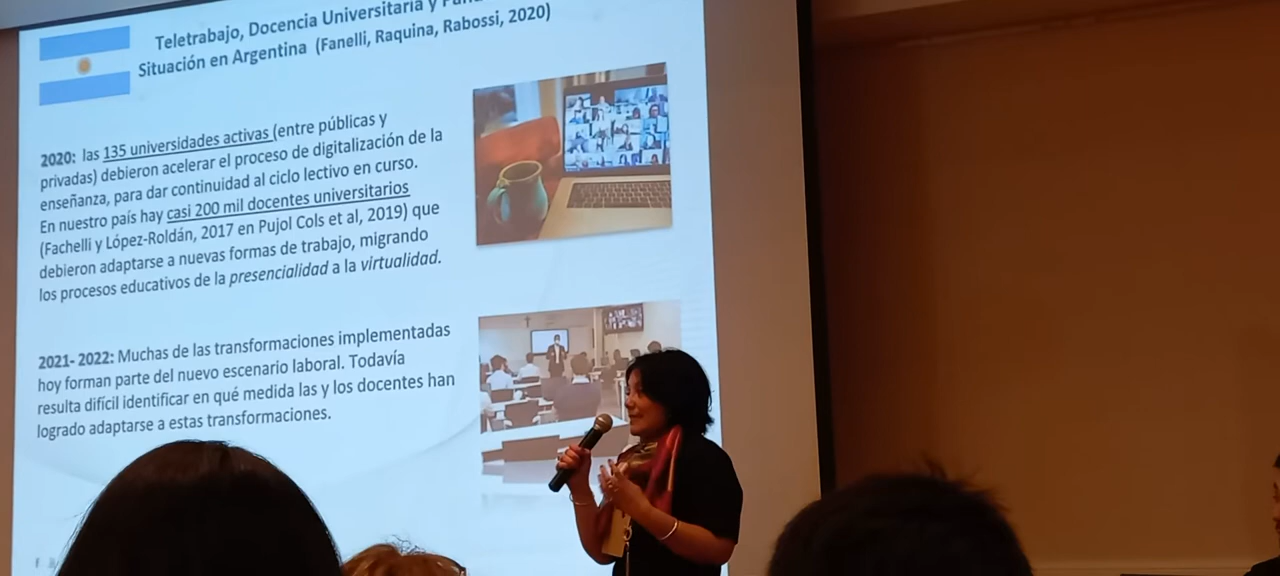 Teletrabajo, Docencia Universitaria y
Situación en Argentina (Fanelli, Raquina, Rabossi, 2020)
2020: las 135 universidades activas (entre públicas y
privadas) debieron acelerar el proceso de digitalización de la
enseñanza, para dar continuidad al ciclo lectivo en curso.
En nuestro país hay casi 200 mil docentes universitarios
(Fachelli y López-Roldán, 2017 en Pujol Cols et al, 2019) que
debieron adaptarse a nuevas formas de trabajo, migrando
los procesos educativos de la presencialidad a la virtualidad.
2021- 2022: Muchas de las transformaciones implementadas
hoy forman parte del nuevo escenario laboral. Todavía
resulta difícil identificar en qué medida las y los docentes han
logrado adaptarse a estas transformaciones.